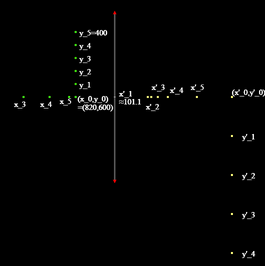 y_5≈400
y_4
y_3
y_2
y_1
x_3
x_4
x_5
(x_0,y_0)
≈(820,600)
x'_1
≈101.1
x'_2
x'_3
x'_4
x'_5
(x'_0,y'_0)
y'_1
y'_2
y'_3
y'_4